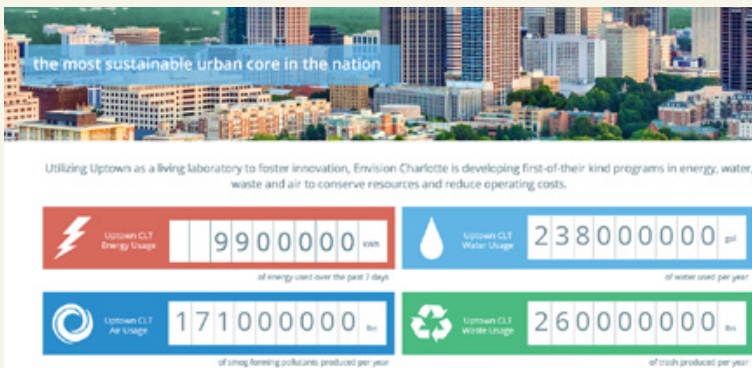 the most sustainable urban core in the nation
Utilizing Uptown as a living laboratory to foster innovation, Envision Charlotte is developing first-of-their kind programs in energy, water,
waste and air to conserve resources and reduce operating costs.
Uptown CLT
Energy Usage
9900000 kWh
of energy used over the past 7 days
Uptown CLT
Water Usage
238000000 gal
of water used per year
Uptown CLT
Air Usage
171000000 lbs
of smog forming pollutants produced per year
Uptown CLT
Waste Usage
260000000 lbs
of trash produced per year